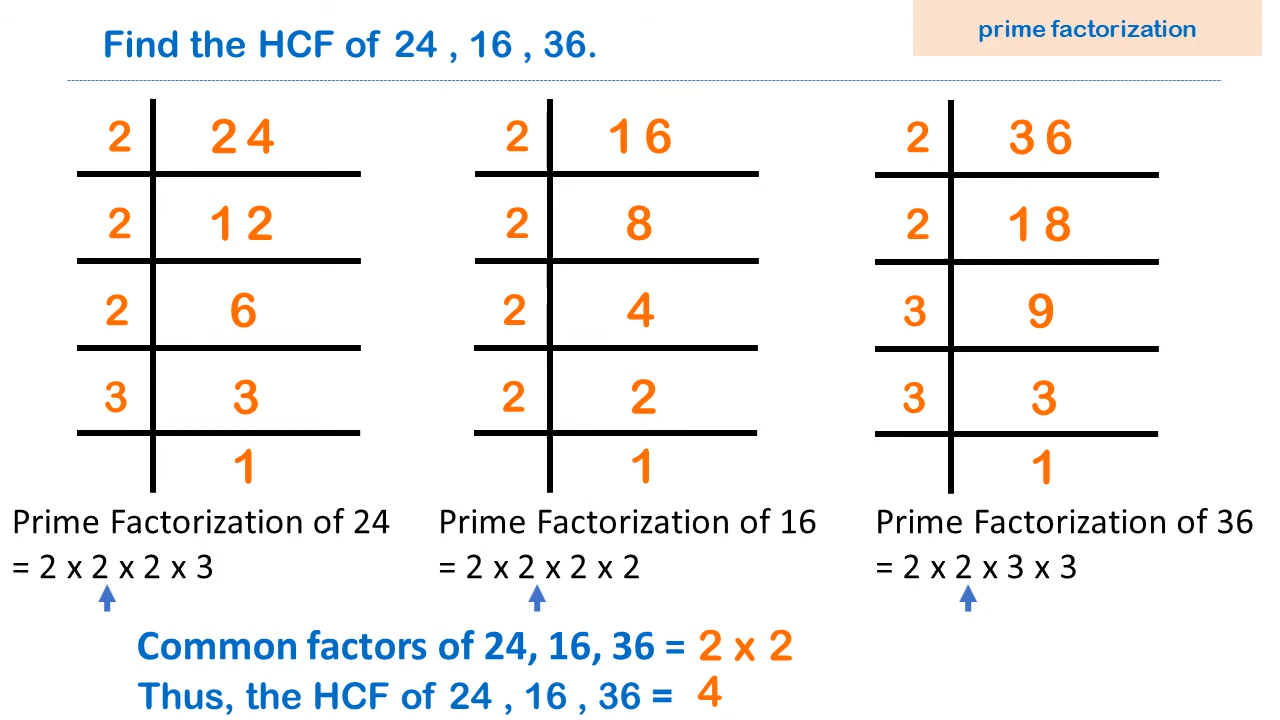 Find the HCF of 24 , 16 , 36.
prime factorization
2 24
2 12
2 6
3 3
1
2 16
2 8
2 4
2 2
1
2 36
2 18
3 9
3 3
1
Prime Factorization of 24
= 2 x 2 x 2 x 3
Prime Factorization of 16
= 2 x 2 x 2 x 2
Prime Factorization of 36
= 2 x 2 x 3 x 3
Common factors of 24, 16, 36 = 2 x 2
Thus, the HCF of 24 , 16 , 36 = 4